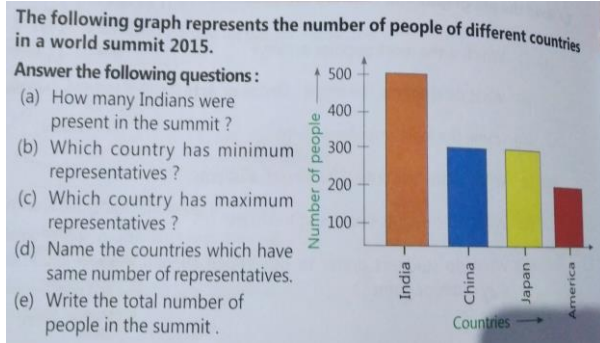 The following graph represents the number of people of different countries
in a world summit 2015.
Answer the following questions :
(a) How many Indians were
present in the summit ?
(b) Which country has minimum
representatives ?
(c) Which country has maximum
representatives ?
(d) Name the countries which have
same number of representatives.
(e) Write the total number of
people in the summit .
Number of people
500
400
300
200
100
India
China
Japan
America
Countries